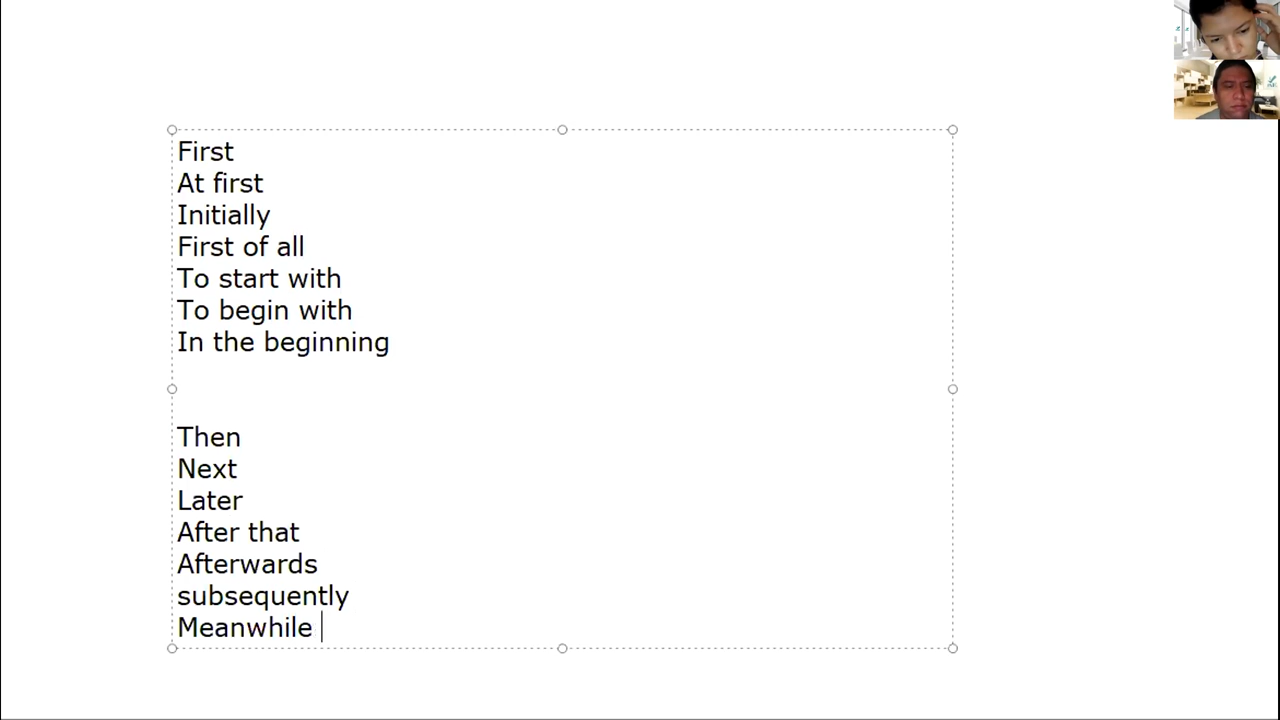 First
At first
Initially
First of all
To start with
To begin with
In the beginning
Then
Next
Later
After that
Afterwards
subsequently
Meanwhile